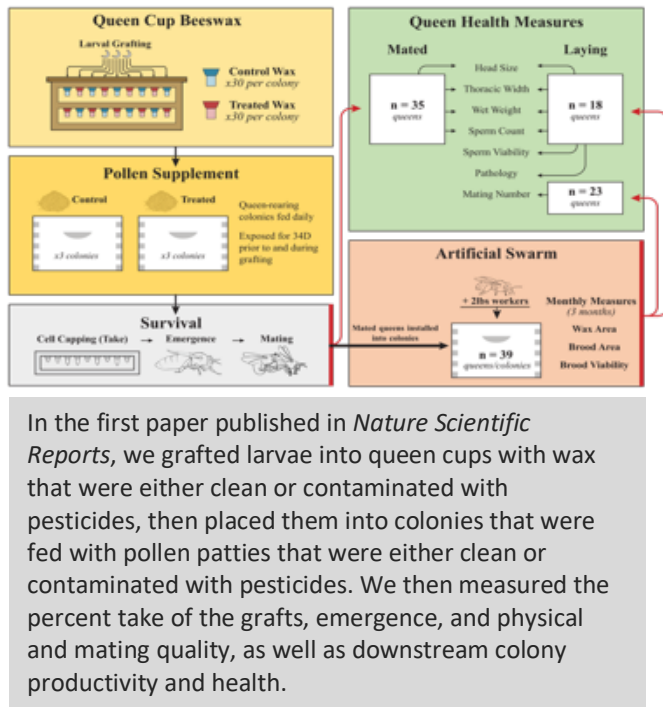 Queen Cup Beeswax
Larval Grafting
Control Wax
x30 per colony
Treated Wax
x30 per colony
Pollen Supplement
Control
Treated
x3 colonies
x3 colonies
Queen-rearing
colonies fed daily
Exposed for 34D
prior to and during
grafting
Survival
Cell Capping (Take)
Emergence
Mating
Queen Health Measures
Mated
Laying
n = 35
queens
Head Size
Thoracic Width
Wet Weight
Sperm Count
Sperm Viability
Pathology
Mating Number
n = 18
queens
n = 23
queens
Artificial Swarm
+ 2lbs workers
Mated queens installed
into colonies
n = 39
queens/colonies
Monthly Measures
(3 months)
Wax Area
Brood Area
Brood Viability
In the first paper published in Nature Scientific
Reports, we grafted larvae into queen cups with wax
that were either clean or contaminated with
pesticides, then placed them into colonies that were
fed with pollen patties that were either clean or
contaminated with pesticides. We then measured the
percent take of the grafts, emergence, and physical
and mating quality, as well as downstream colony
productivity and health.